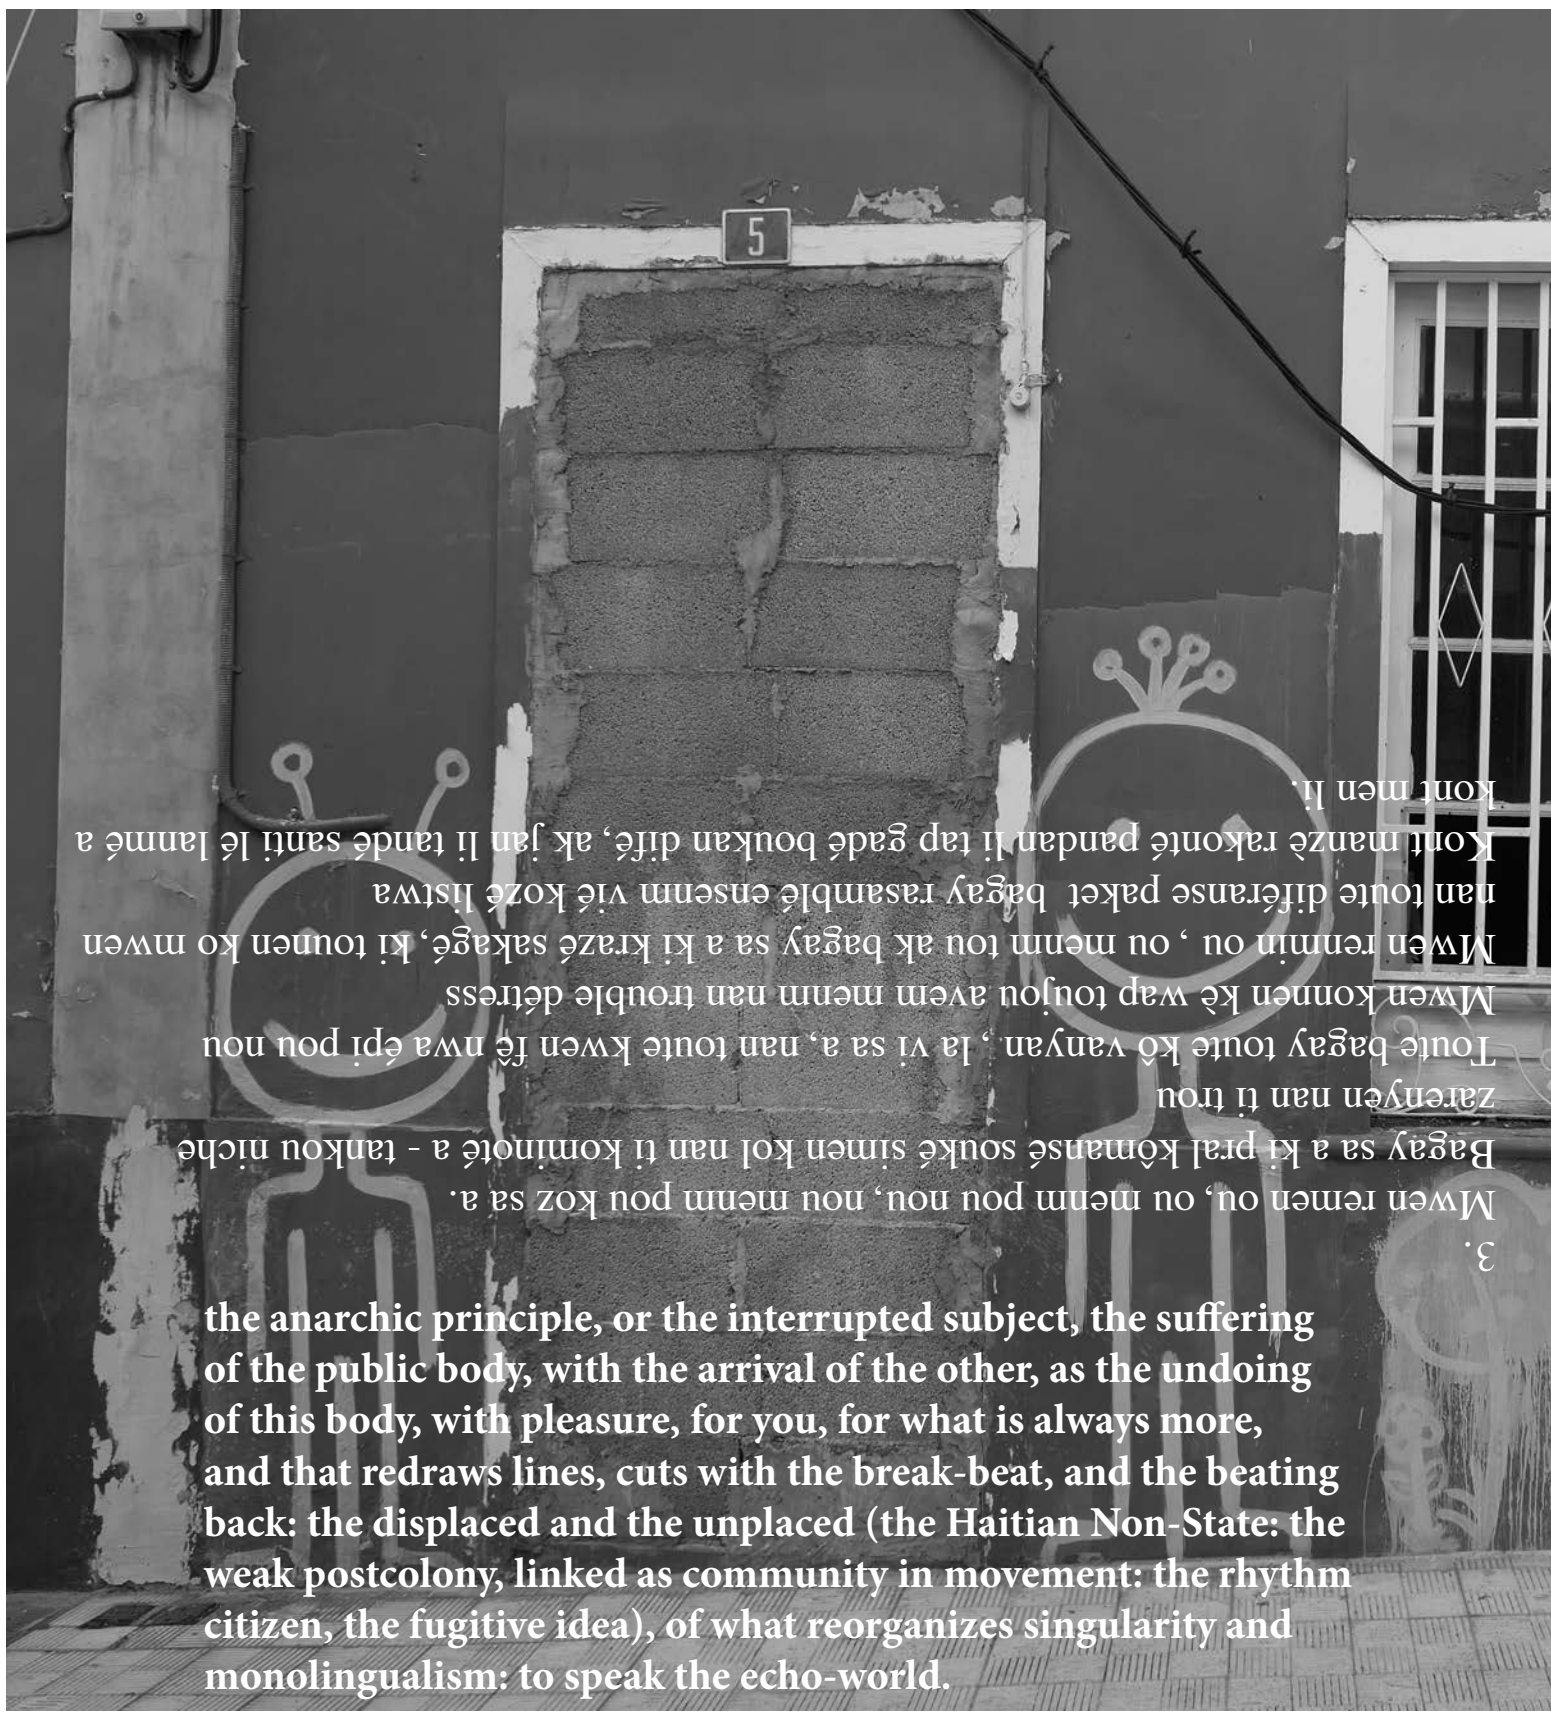 5
3.
Mwen remen ou, ou menm pou nou, nou menm pou koz sa a.
Bagay sa a ki pral kômansé souké simen kol nan ti kominoté a - tankou niche
zarenyen nan ti trou
Toute bagay toute kô vanyan , la vi sa a, nan toute kwen fê nwa épi pou nou
Mwen konnen kè wap toujou avem menm nan trouble détress
Mwen renmin ou , ou menm tou ak bagay sa a ki krazé sakagé, ki tounen ko mwen
nan toute diféranse paket bagay rasamblé ensenm vié kozé listwa
Kont manzè rakonté pandan li tap gadé boukan difé, ak jan li tandé santi lé lanmé a
kont men li.
the anarchic principle, or the interrupted subject, the suffering
of the public body, with the arrival of the other, as the undoing
of this body, with pleasure, for you, for what is always more,
and that redraws lines, cuts with the break-beat, and the beating
back: the displaced and the unplaced (the Haitian Non-State: the
weak postcolony, linked as community in movement: the rhythm
citizen, the fugitive idea), of what reorganizes singularity and
monolingualism: to speak the echo-world.